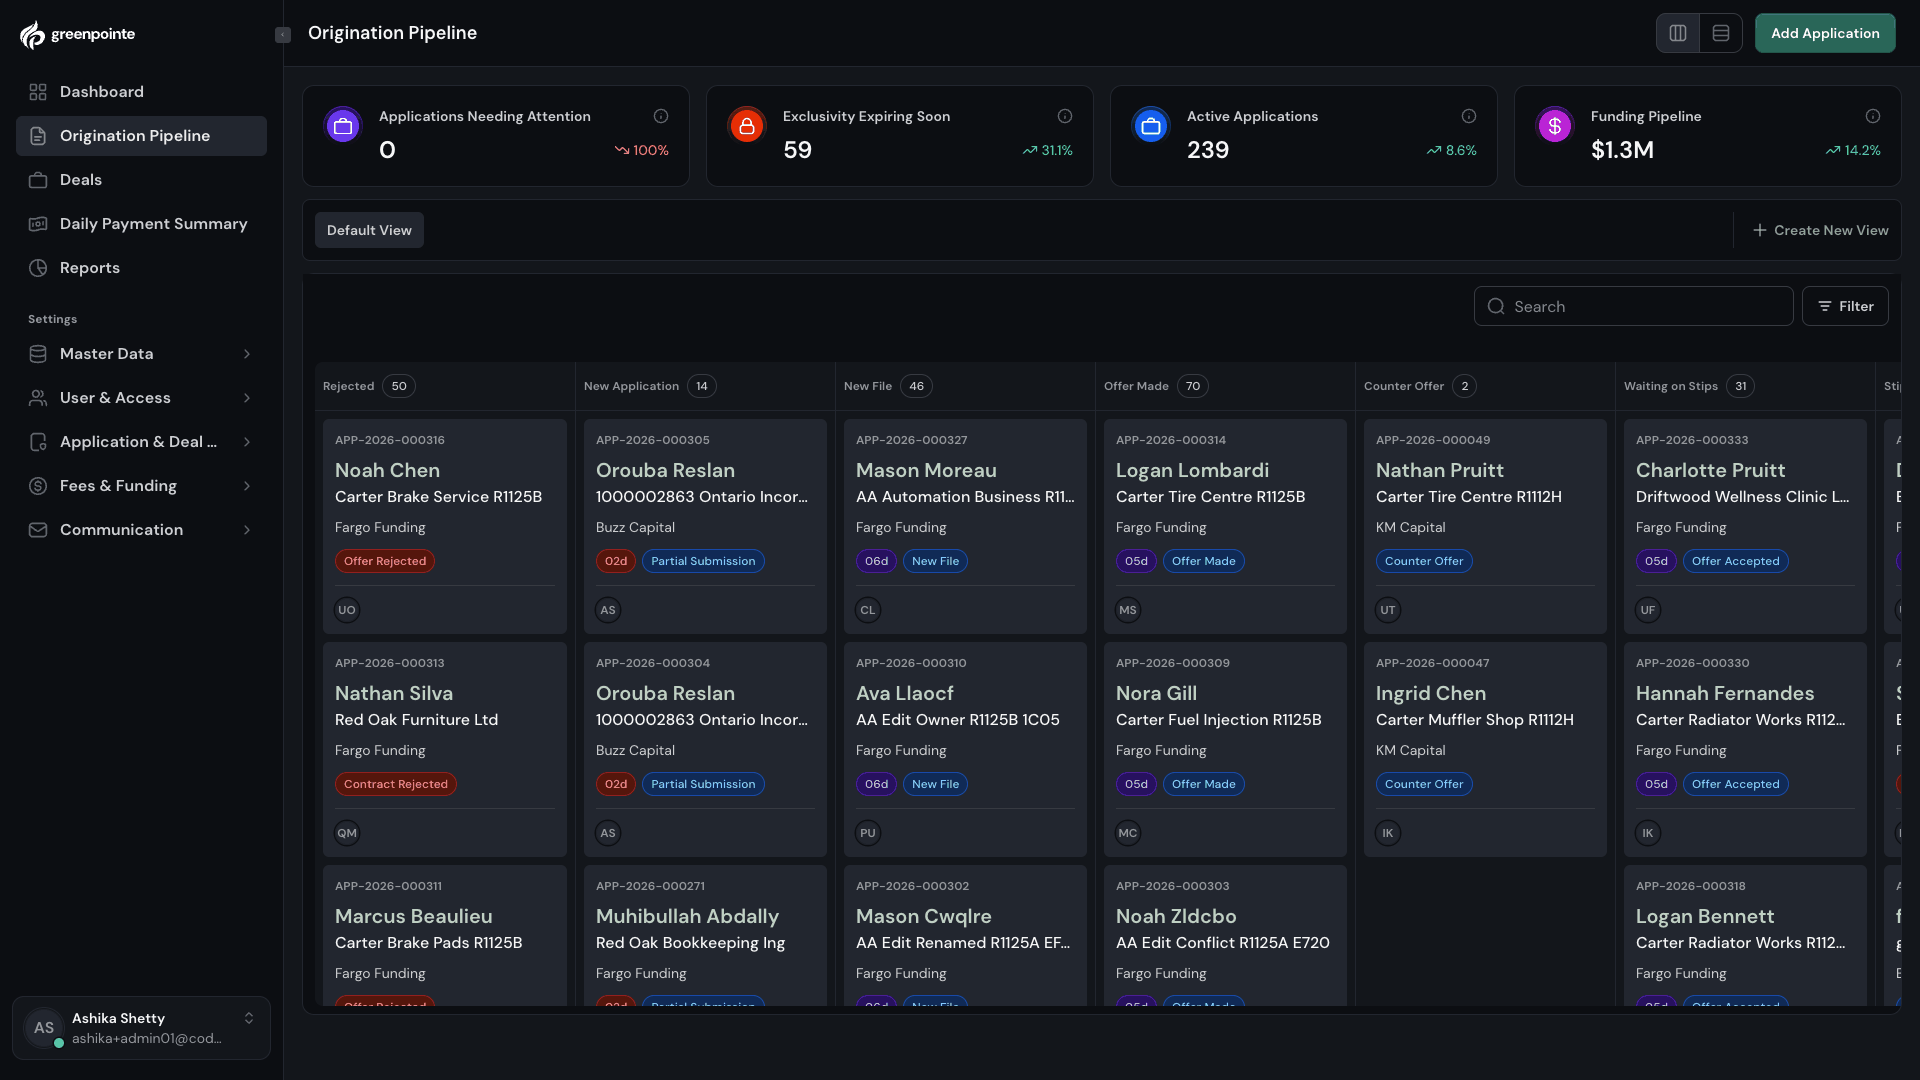 greenpointe
Origination Pipeline
Add Application
Dashboard
Origination Pipeline
Deals
Daily Payment Summary
Reports
Settings
Master Data
User & Access
Application & Deal ...
Fees & Funding
Communication
AS
Ashika Shetty
ashika+admin01@cod...
Applications Needing Attention
0
100%
Exclusivity Expiring Soon
59
31.1%
Active Applications
239
8.6%
Funding Pipeline
$1.3M
14.2%
Default View
Create New View
Search
Filter
Rejected 50
APP-2026-000316
Noah Chen
Carter Brake Service R1125B
Fargo Funding
Offer Rejected
UO
APP-2026-000313
Nathan Silva
Red Oak Furniture Ltd
Fargo Funding
Contract Rejected
QM
APP-2026-000311
Marcus Beaulieu
Carter Brake Pads R1125B
Fargo Funding
Offer Rejected
New Application 14
APP-2026-000305
Orouba Reslan
1000002863 Ontario Incor...
Buzz Capital
02d Partial Submission
AS
APP-2026-000304
Orouba Reslan
1000002863 Ontario Incor...
Buzz Capital
02d Partial Submission
AS
APP-2026-000271
Muhibullah Abdally
Red Oak Bookkeeping Ing
Fargo Funding
02d Partial Submission
New File 46
APP-2026-000327
Mason Moreau
AA Automation Business R11...
Fargo Funding
06d New File
CL
APP-2026-000310
Ava Llaocf
AA Edit Owner R1125B 1C05
Fargo Funding
06d New File
PU
APP-2026-000302
Mason Cwqlre
AA Edit Renamed R1125A EF...
Fargo Funding
06d New File
Offer Made 70
APP-2026-000314
Logan Lombardi
Carter Tire Centre R1125B
Fargo Funding
05d Offer Made
MS
APP-2026-000309
Nora Gill
Carter Fuel Injection R1125B
Fargo Funding
05d Offer Made
MC
APP-2026-000303
Noah Zldcbo
AA Edit Conflict R1125A E720
Fargo Funding
05d Offer Made
Counter Offer 2
APP-2026-000049
Nathan Pruitt
Carter Tire Centre R1112H
KM Capital
Counter Offer
UT
APP-2026-000047
Ingrid Chen
Carter Muffler Shop R1112H
KM Capital
Counter Offer
IK
Waiting on Stips 31
APP-2026-000333
Charlotte Pruitt
Driftwood Wellness Clinic L...
Fargo Funding
05d Offer Accepted
UF
APP-2026-000330
Hannah Fernandes
Carter Radiator Works R112...
Fargo Funding
05d Offer Accepted
IK
APP-2026-000318
Logan Bennett
Carter Radiator Works R112...
Fargo Funding
05d Offer Accepted